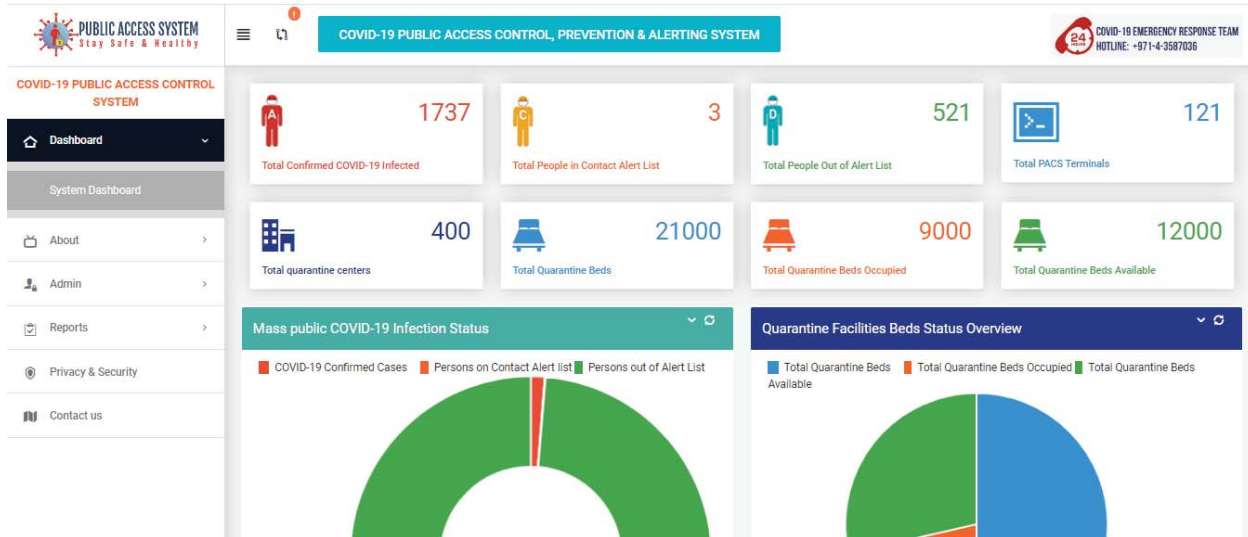 PUBLIC ACCESS SYSTEM
Stay Safe & Healthy
!
COVID-19 PUBLIC ACCESS CONTROL, PREVENTION & ALERTING SYSTEM
24
HOURS
COVID-19 EMERGENCY RESPONSE TEAM
HOTLINE: +971-4-3587036
COVID-19 PUBLIC ACCESS CONTROL
SYSTEM
Dashboard
System Dashboard
About
Admin
Reports
Privacy & Security
Contact us
A
1737
Total Confirmed COVID-19 Infected
C
3
Total People in Contact Alert List
D
521
Total People Out of Alert List
>_
121
Total PACS Terminals
400
Total quarantine centers
21000
Total Quarantine Beds
9000
Total Quarantine Beds Occupied
12000
Total Quarantine Beds Available
Mass public COVID-19 Infection Status
COVID-19 Confirmed Cases Persons on Contact Alert list Persons out of Alert List
Quarantine Facilities Beds Status Overview
Total Quarantine Beds Total Quarantine Beds Occupied Total Quarantine Beds
Available